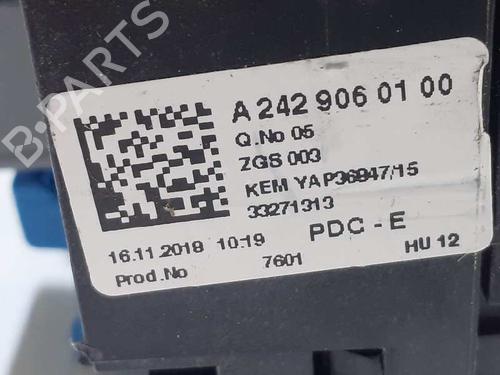 A 242 906 01 00
Q.No 05
ZGS 003
KEM YAP36947/15
33271313
16.11.2018 10:19 PDC - E
Prod.No 7601 HU 12
B-PARTS